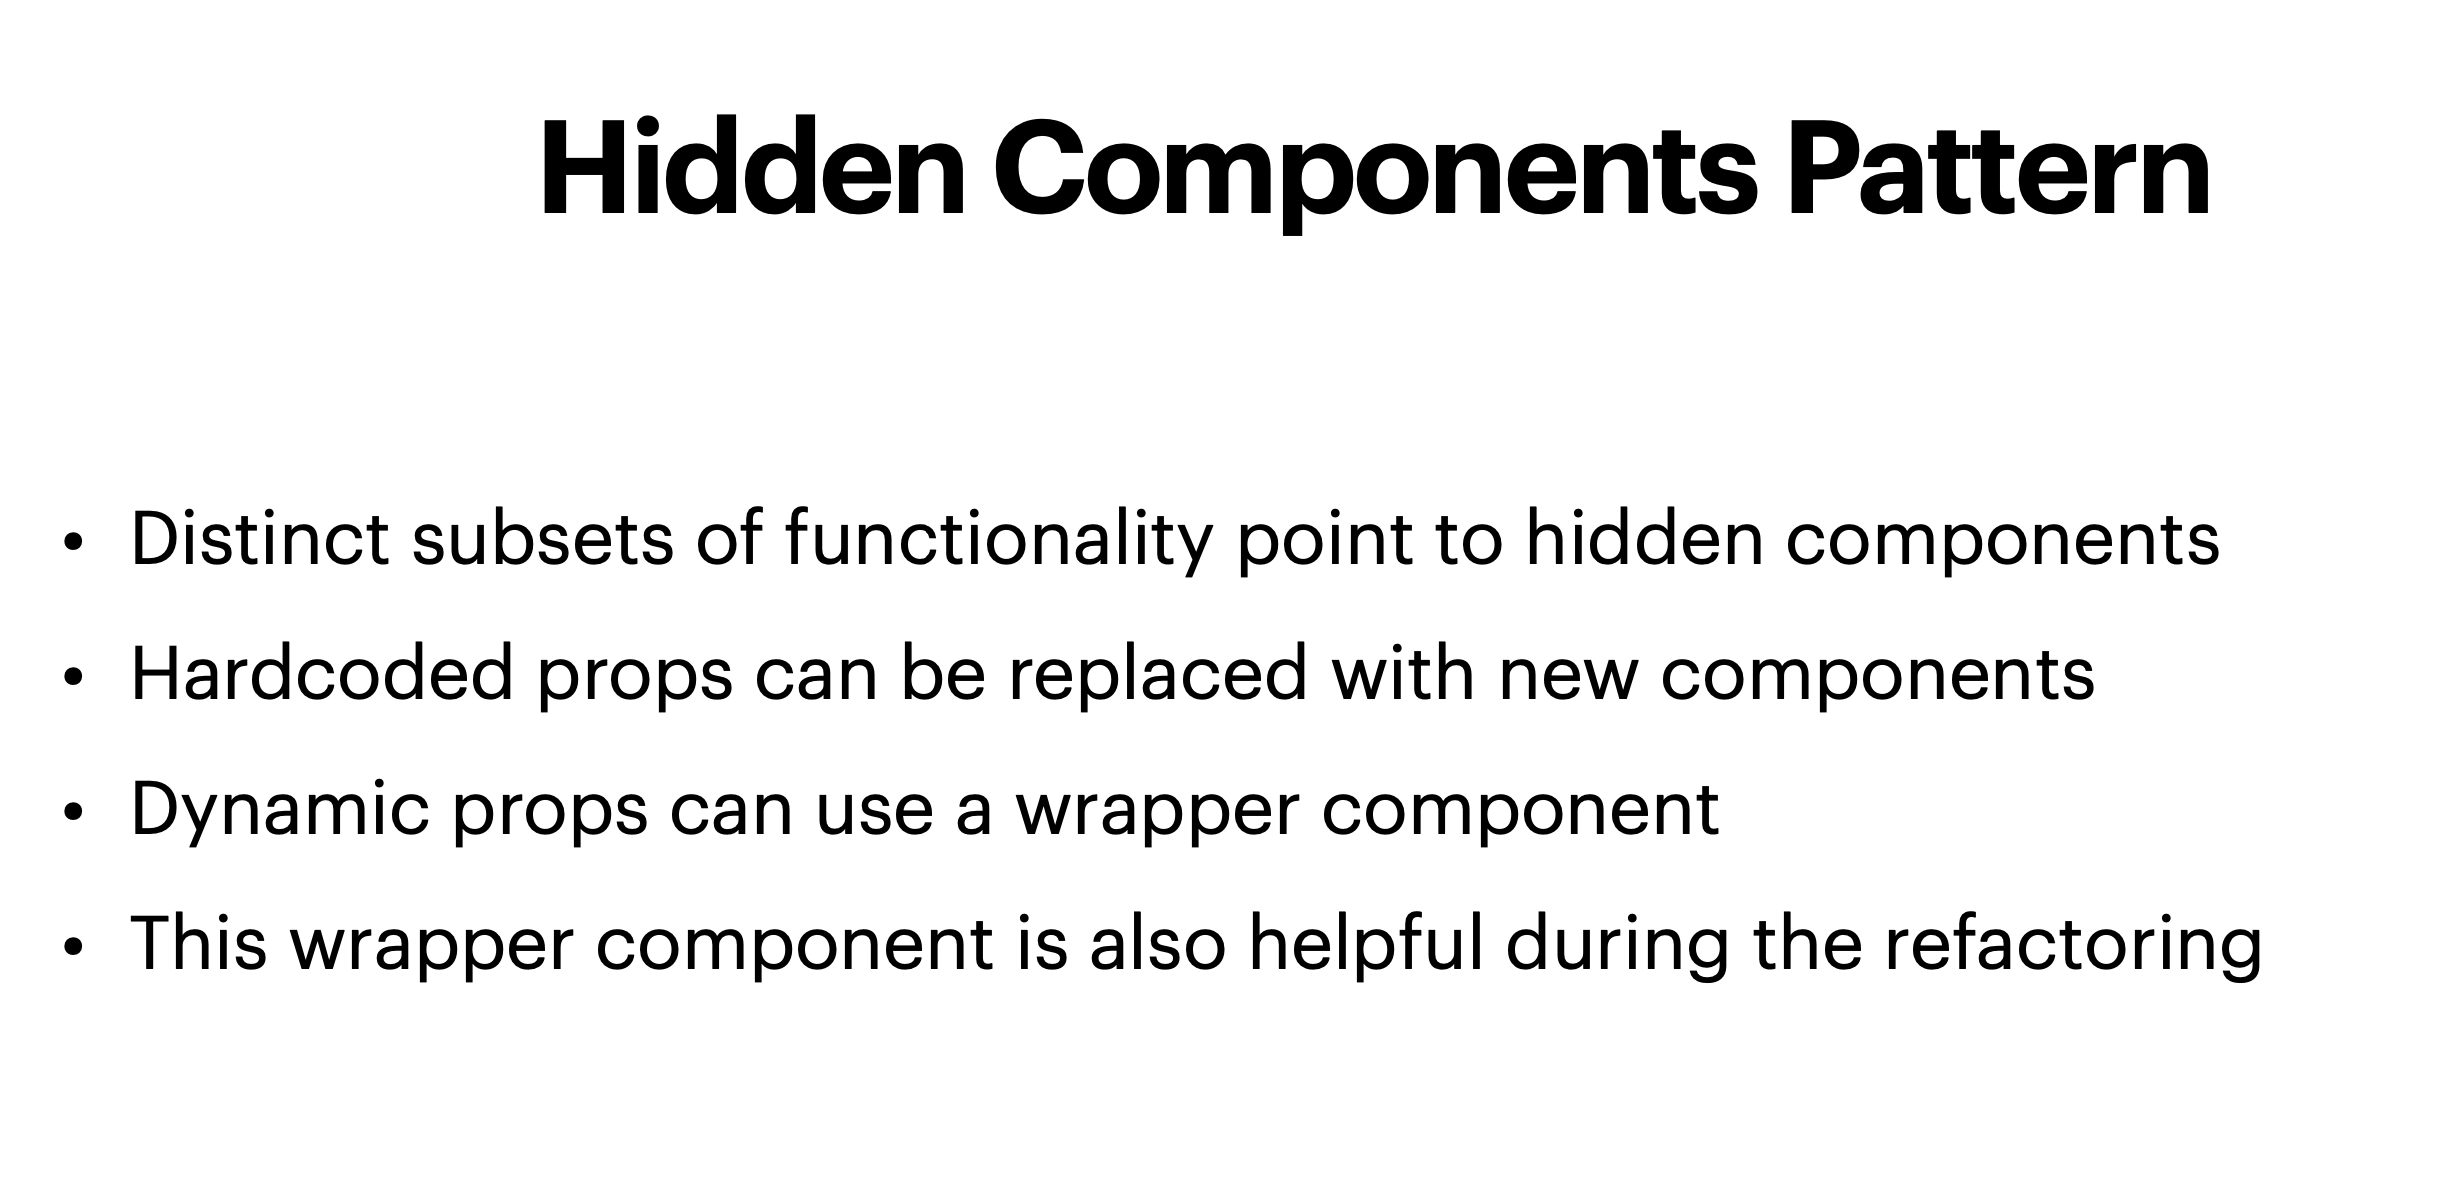 Hidden Components Pattern
• Distinct subsets of functionality point to hidden components
• Hardcoded props can be replaced with new components
• Dynamic props can use a wrapper component
• This wrapper component is also helpful during the refactoring